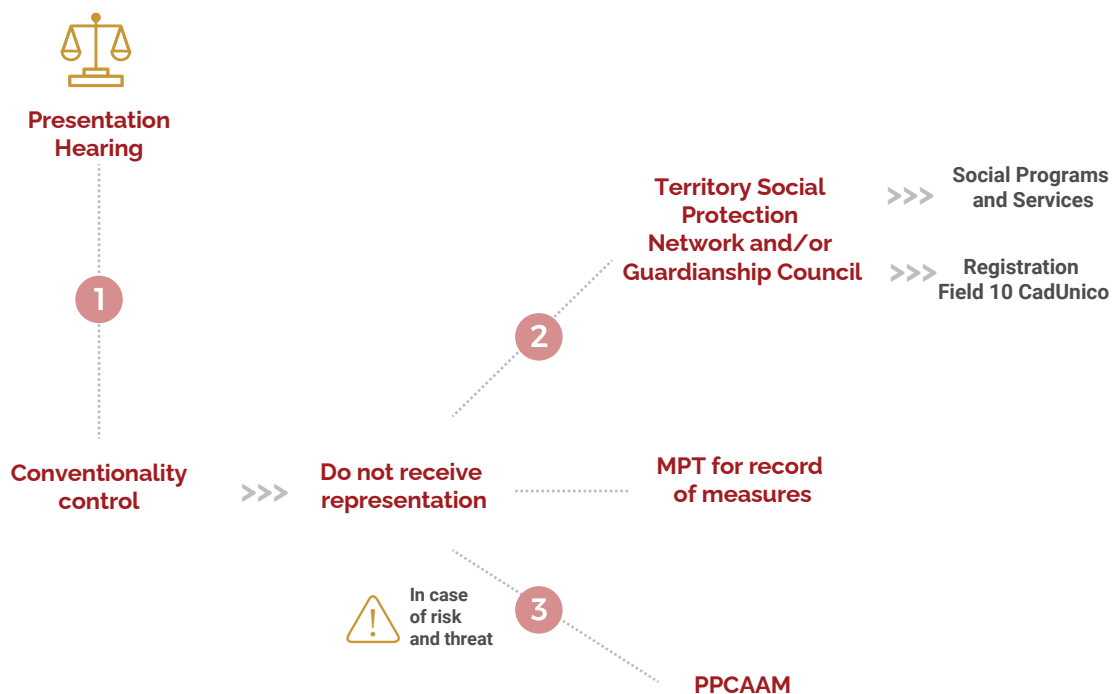 Presentation
Hearing
1
Conventionality
control
>>>
Do not receive
representation
2
Territory Social
Protection
Network and/or
Guardianship Council
>>>
Social Programs
and Services
>>>
Registration
Field 10 CadUnico
MPT for record
of measures
In case
of risk
and threat
3
PPCAAM